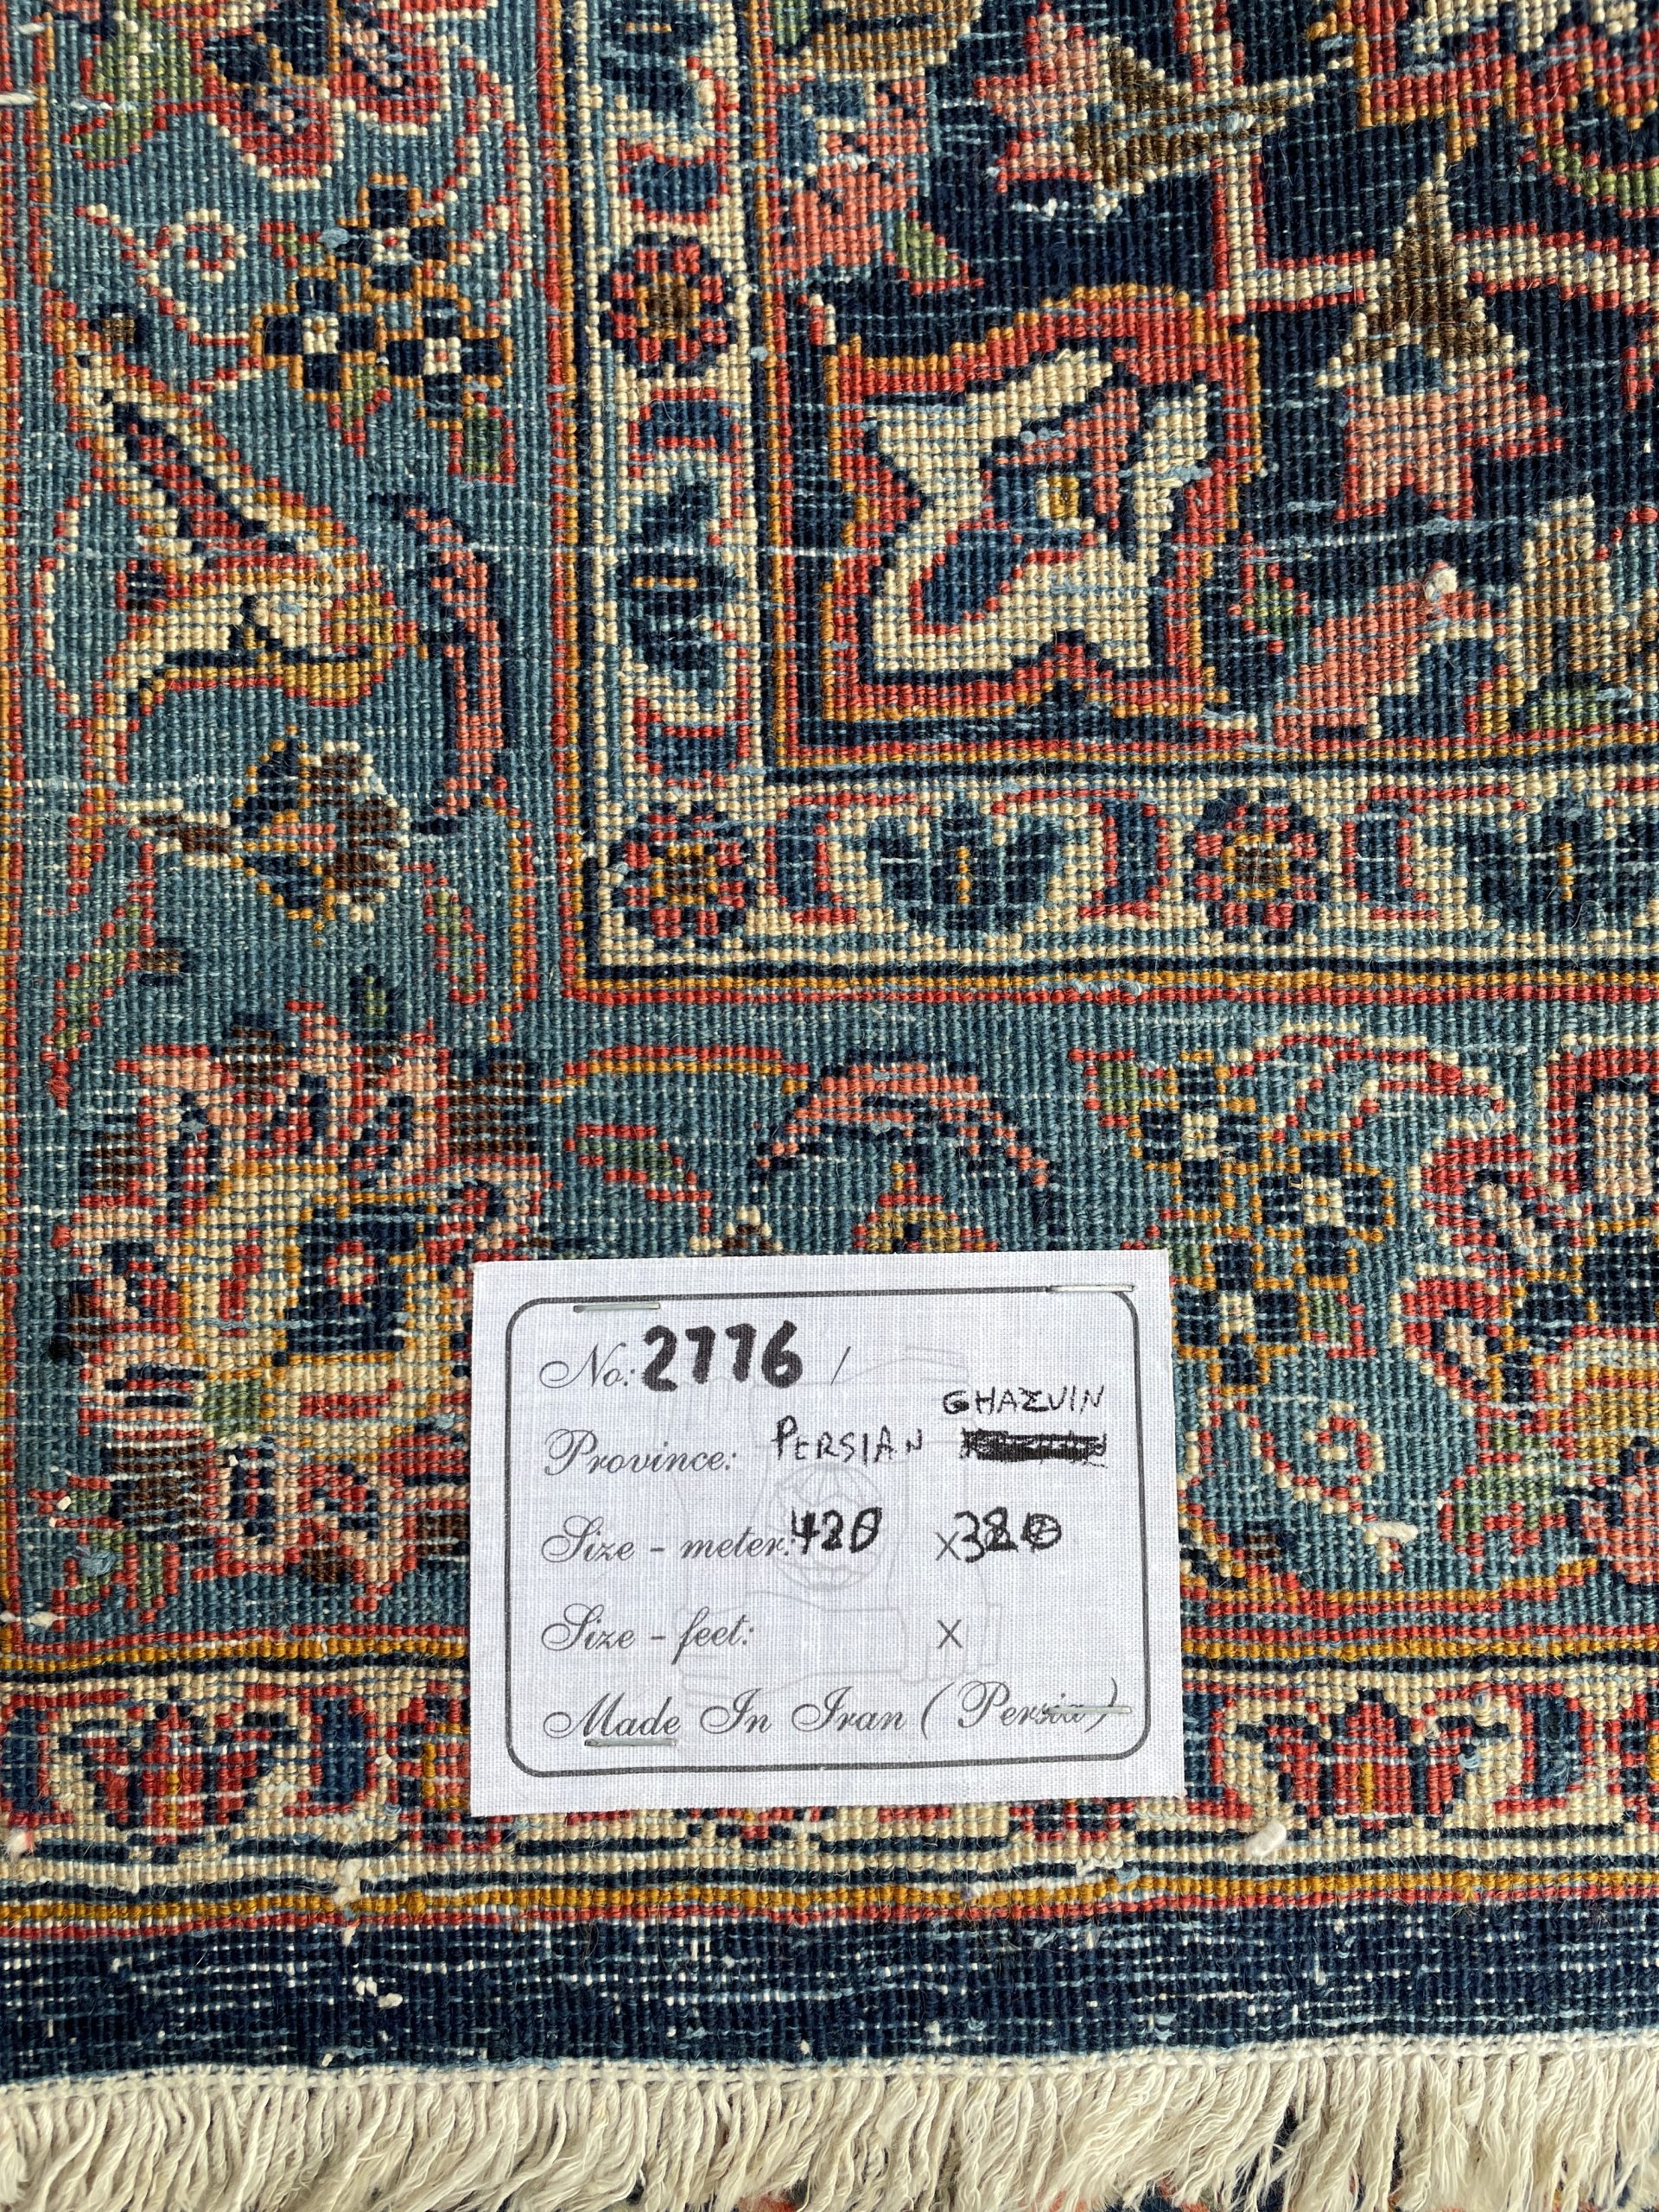 No: 2776 /
GHAZVIN
Province: PERSIAN
Size - meter: 420 X 320
Size - feet: X
Made In Iran (Persia)